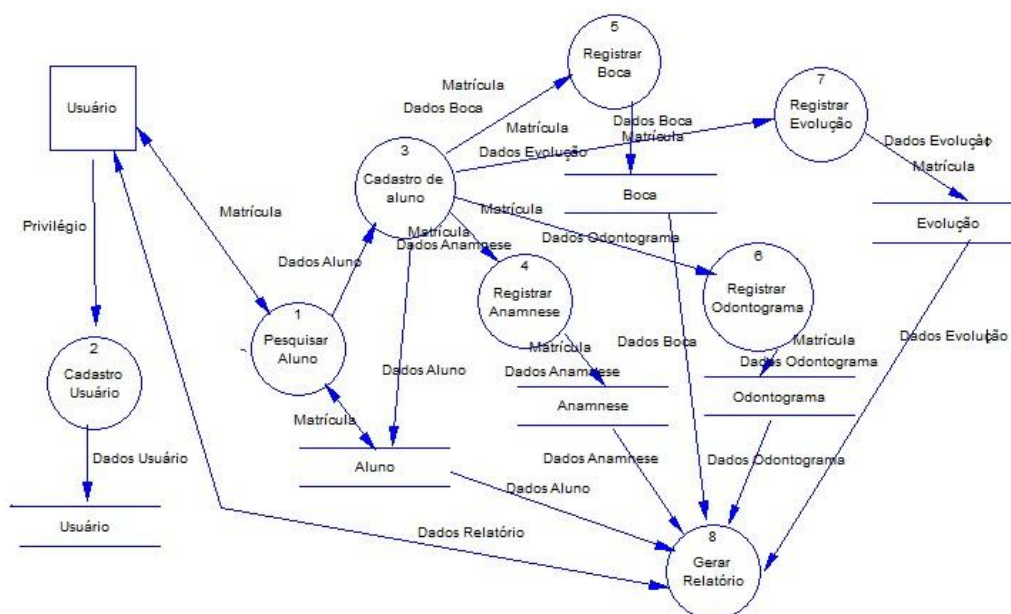 5
Registrar
Boca
Usuário
Matrícula
Dados Boca
7
Registrar
Evolução
Matrícula
Dados Boca
Matrícula
Dados Evolução
3
Cadastro de
aluno
Dados Evolução
Matrícula
Boca
Matrícula
Matrícula
Evolução
Privilégio
Matrícula
Dados Anamnese
Dados Odontograma
Dados Aluno
4
Registrar
Anamnese
6
Registrar
Odontograma
1
Pesquisar
Aluno
Dados Boca
Matrícula
Dados Evolução
2
Cadastro
Usuário
Matrícula
Dados Aluno
Dados Anamnese
Dados Odontograma
Anamnese
Odontograma
Matrícula
Dados Usuário
Aluno
Dados Anamnese
Dados Odontograma
Dados Aluno
Usuário
Dados Relatório
8
Gerar
Relatório